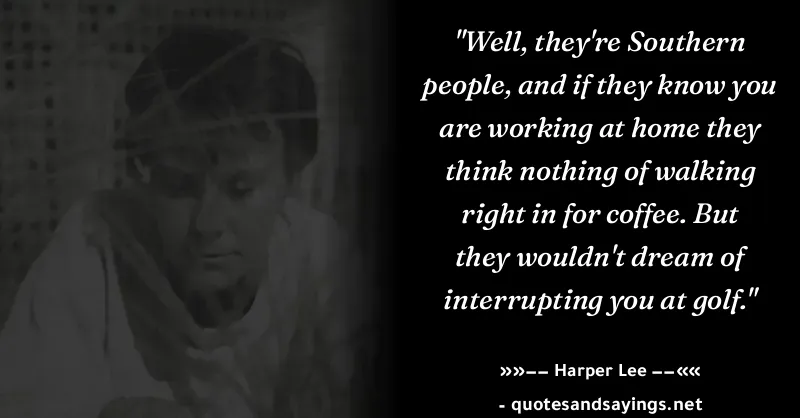 "Well, they're Southern
people, and if they know you
are working at home they
think nothing of walking
right in for coffee. But
they wouldn't dream of
interrupting you at golf."
»»−− Harper Lee −−««
- quotesandsayings.net